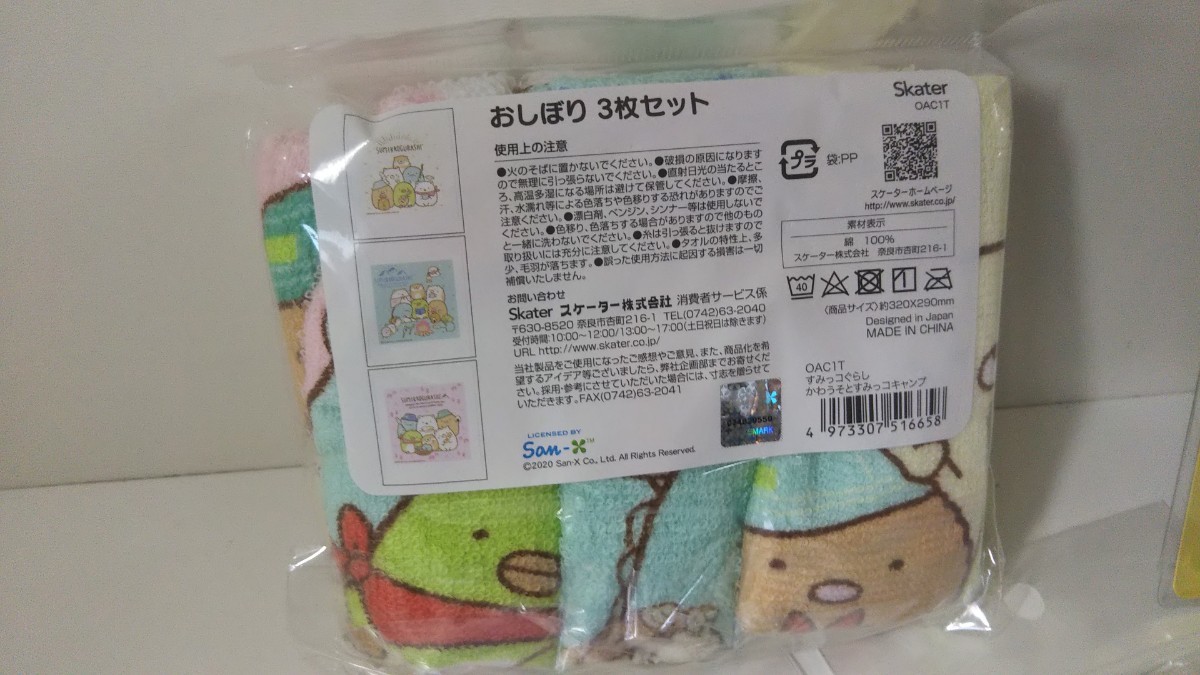 おしぼり 3枚セット
使用上の注意
●火のそばに置かないでください。●破損の原因になります
ので無理に引っ張らないでください。●直射日光の当たるとこ
ろ、高温多湿になる場所は避けて保管してください。●摩擦、
汗、水濡れ等による色落ちや色移りする恐れがありますのでご
注意ください。●漂白剤、ベンジン、シンナー等は使用しないで
ください。●色移り、色落ちする場合がありますので他のもの
と一緒に洗わないでください。●糸は引っ張ると抜けますので
取り扱いには充分に注意してください。●タオルの特性上、多
少、毛羽が落ちます。●誤った使用方法に起因する損害は一切
補償いたしません。
お問い合わせ
Skater スケーター株式会社 消費者サービス係
〒630-8520 奈良市杏町216-1 TEL(0742)63-2040
受付時間:10:00~12:00/13:00~17:00(土日祝日は除きます)
URL http://www.skater.co.jp/
当社製品をご使用になったご感想やご意見、また、商品化を希
望するアイデア等ございましたら、弊社企画部までお寄せくだ
さい。採用・参考にさせていただいた場合には、寸志を贈らせて
いただきます。FAX(0742)63-2041
LICENSED BY
San-X™
©2020 San-X Co., Ltd. All Rights Reserved.
Skater
OAC1T
プラ 袋:PP
スケーターホームページ
http://www.skater.co.jp/
素材表示
綿 100%
スケーター株式会社 奈良市杏町216-1
40
〈商品サイズ〉約320X290mm
Designed in Japan
MADE IN CHINA
OAC1T
すみっコぐらし
かわうそとすみっコキャンプ
4 973307 516658
SUMIKKOGURASHI
SUMIKKOGURASHI